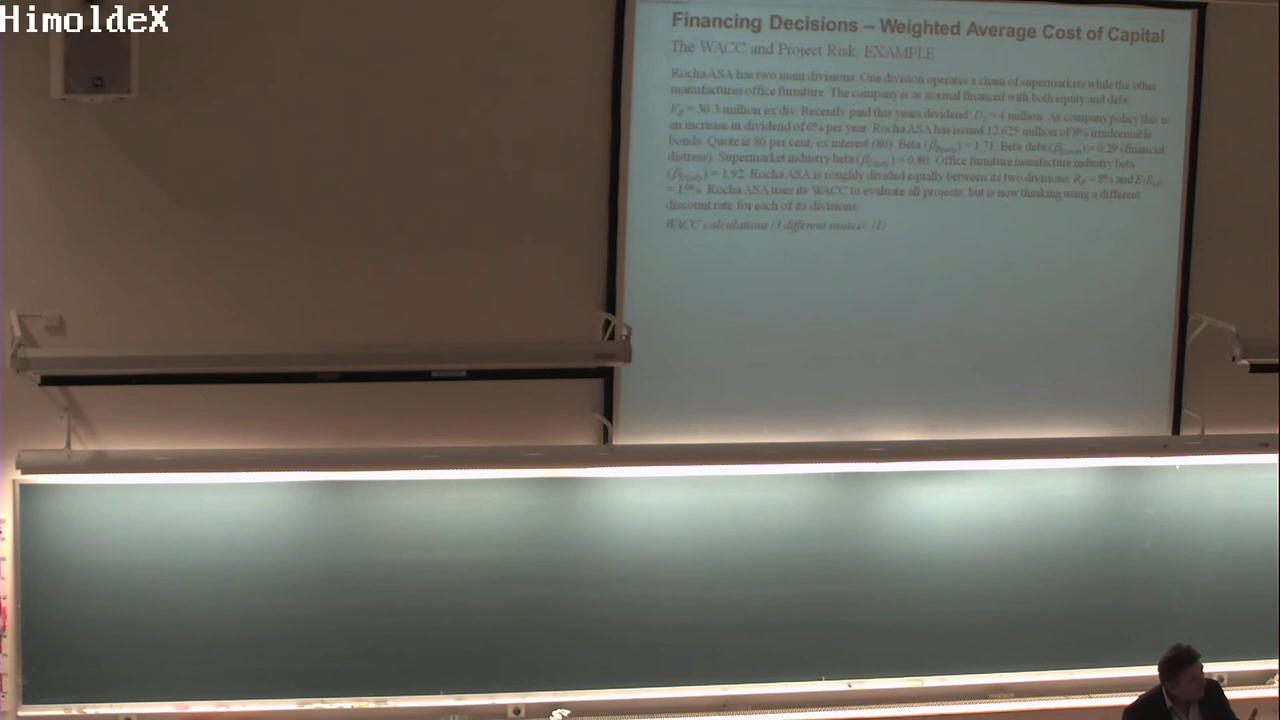 HimoldeX
Financing Decisions – Weighted Average Cost of Capital
The WACC and Project Risk: EXAMPLE
Rocha ASA has two main divisions. One division operates a chain of supermarkets while the other
manufactures office furniture. The company is as normal financed with both equity and debt.
= 30.3 million ex div. Recently paid this years dividend: = 4 million. As company policy this is
an increase in dividend of 6% per year. Rocha ASA has issued 12.625 million of 8% irredeemable
bonds. Quote is 80 per cent, ex interest (80). Beta (βEquity) = 1.71. Beta debt = 0.29 (financial
distress). Supermarket industry beta (βEquity) = 0.80. Office furniture manufacture industry beta
(βEquity) = 1.92. Rocha ASA is roughly divided equally between its two divisions. = 8% and
= 15%. Rocha ASA uses its WACC to evaluate all projects, but is now thinking using a different
discount rate for each of its divisions:
WACC calculations (3 different routes): (1)